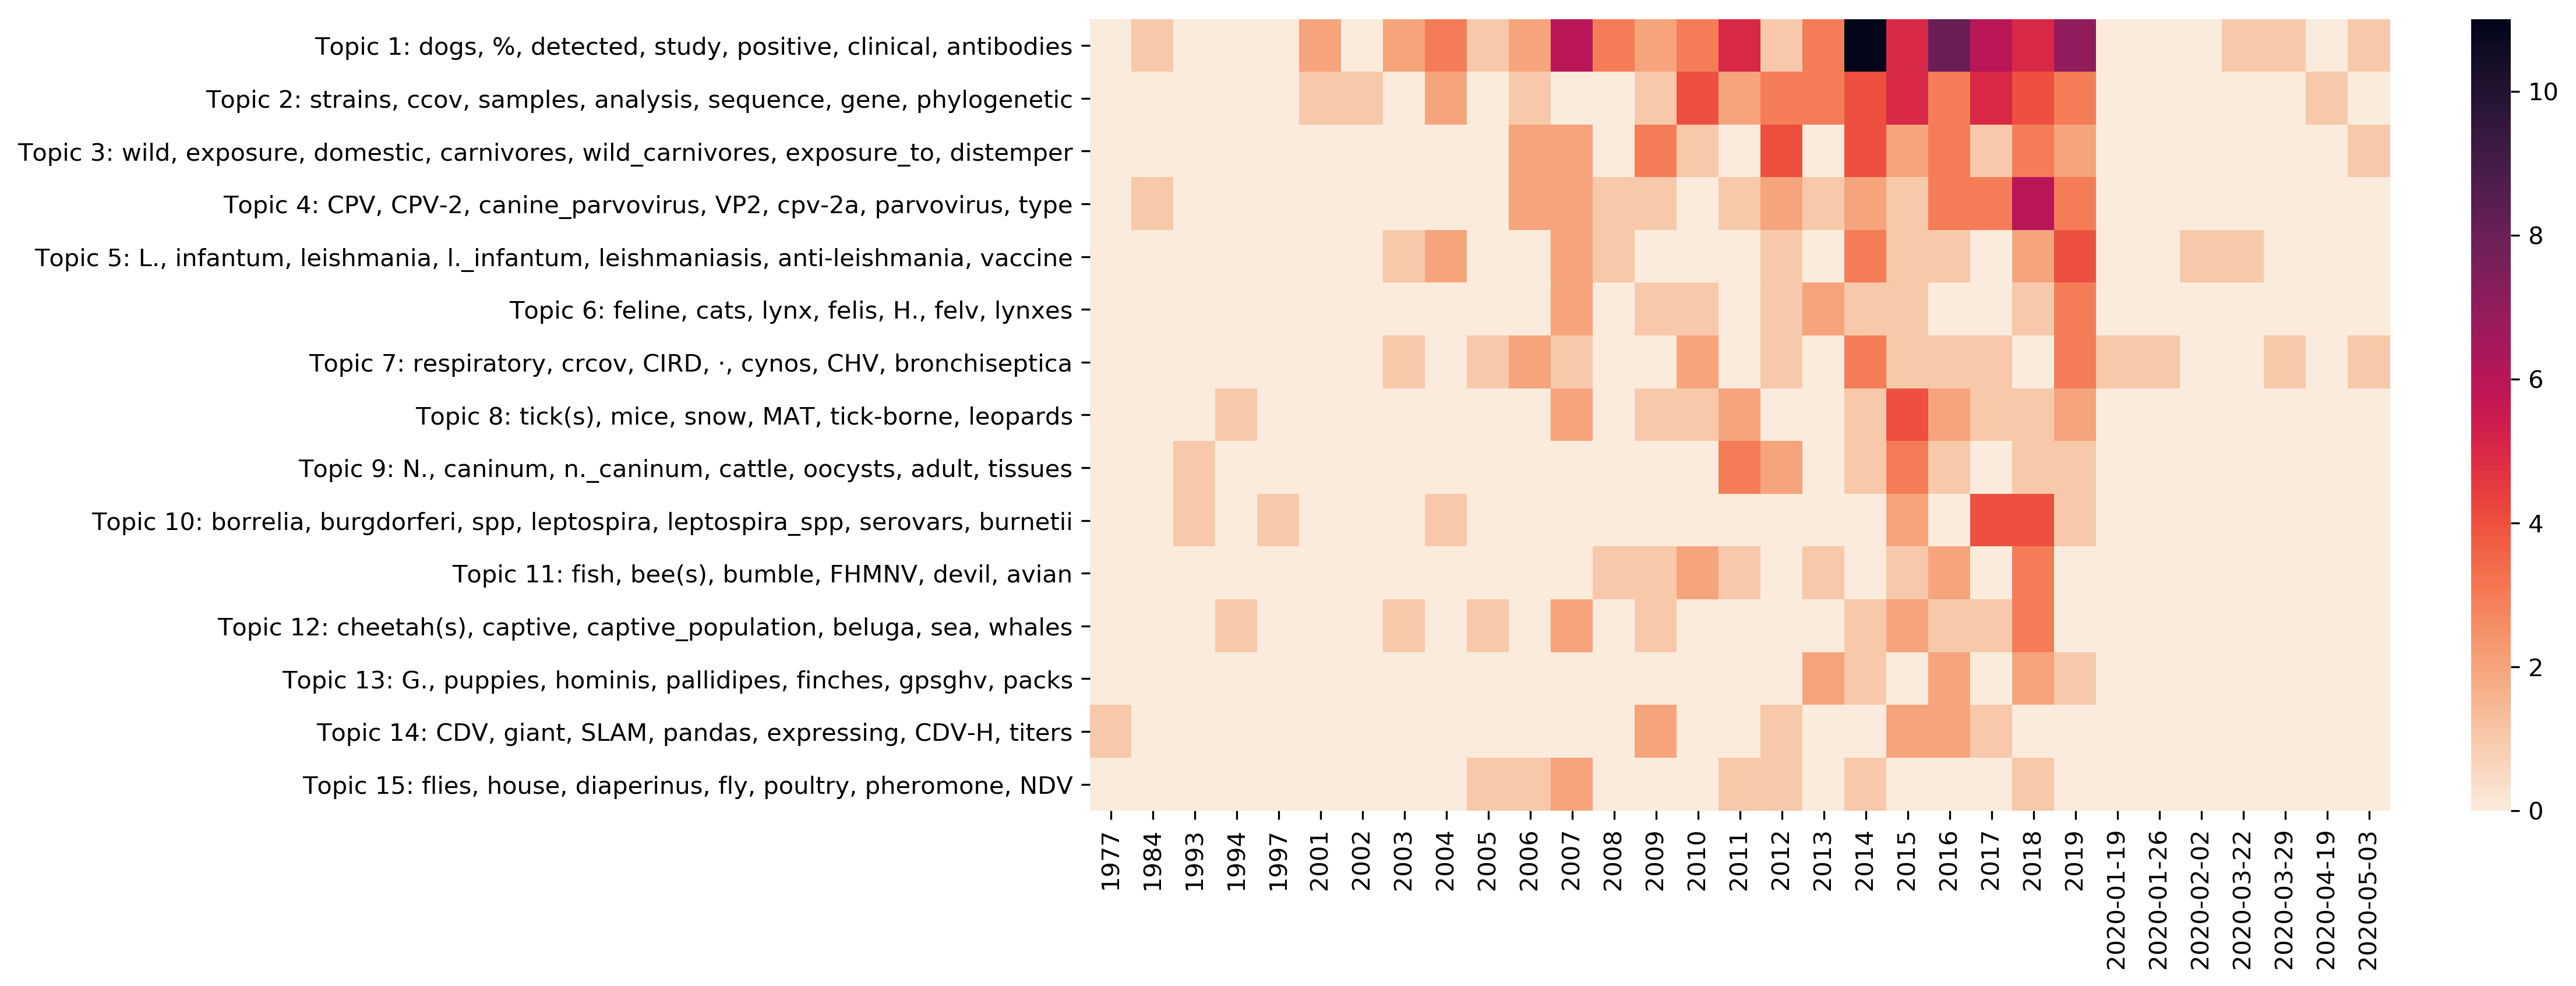 Topic 1: dogs, %, detected, study, positive, clinical, antibodies
Topic 2: strains, ccov, samples, analysis, sequence, gene, phylogenetic
Topic 3: wild, exposure, domestic, carnivores, wild_carnivores, exposure_to, distemper
Topic 4: CPV, CPV-2, canine_parvovirus, VP2, cpv-2a, parvovirus, type
Topic 5: L., infantum, leishmania, l._infantum, leishmaniasis, anti-leishmania, vaccine
Topic 6: feline, cats, lynx, felis, H., felv, lynxes
Topic 7: respiratory, crcov, CIRD, ·, cynos, CHV, bronchiseptica
Topic 8: tick(s), mice, snow, MAT, tick-borne, leopards
Topic 9: N., caninum, n._caninum, cattle, oocysts, adult, tissues
Topic 10: borrelia, burgdorferi, spp, leptospira, leptospira_spp, serovars, burnetii
Topic 11: fish, bee(s), bumble, FHMNV, devil, avian
Topic 12: cheetah(s), captive, captive_population, beluga, sea, whales
Topic 13: G., puppies, hominis, pallidipes, finches, gpsghv, packs
Topic 14: CDV, giant, SLAM, pandas, expressing, CDV-H, titers
Topic 15: flies, house, diaperinus, fly, poultry, pheromone, NDV
1977
1984
1993
1994
1997
2001
2002
2003
2004
2005
2006
2007
2008
2009
2010
2011
2012
2013
2014
2015
2016
2017
2018
2019
2020-01-19
2020-01-26
2020-02-02
2020-03-22
2020-03-29
2020-04-19
2020-05-03
10
8
6
4
2
0